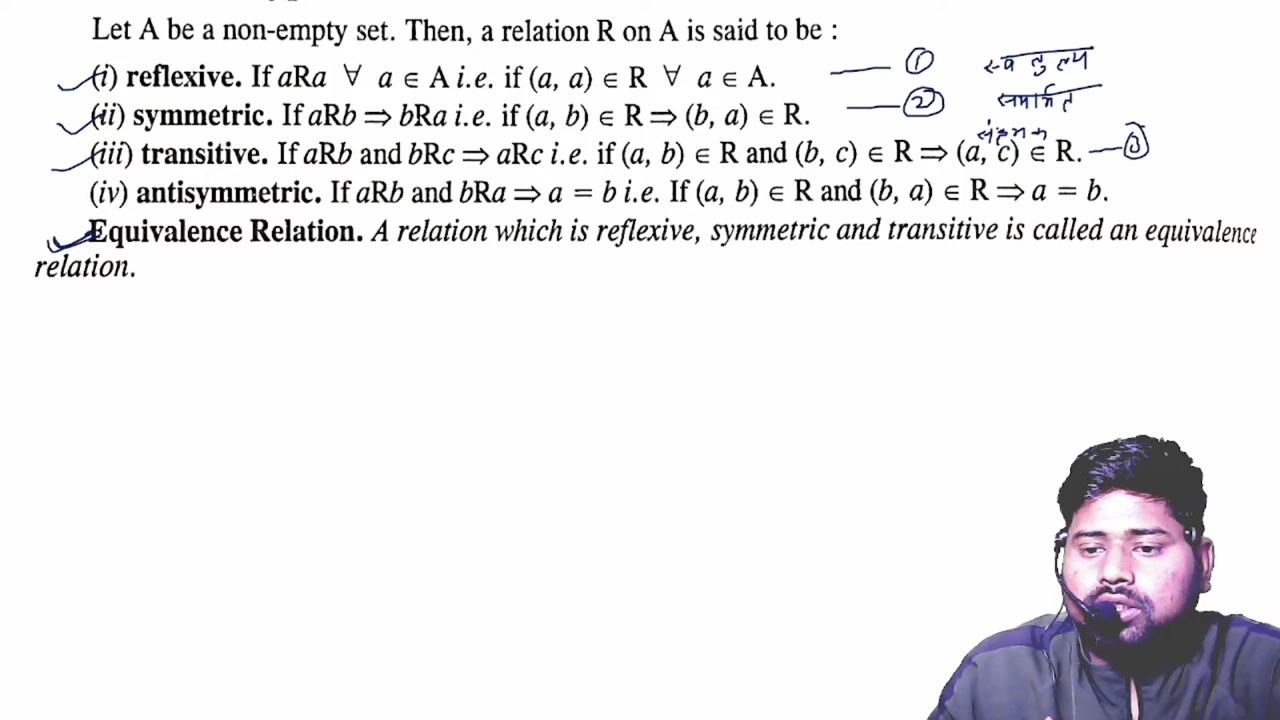 Let A be a non-empty set. Then, a relation R on A is said to be :
(i) reflexive. If aRa ∀ a ∈ A i.e. if (a, a) ∈ R ∀ a ∈ A. ① स्व तुल्य
(ii) symmetric. If aRb ⇒ bRa i.e. if (a, b) ∈ R ⇒ (b, a) ∈ R. ②
(iii) transitive. If aRb and bRc ⇒ aRc i.e. if (a, b) ∈ R and (b, c) ∈ R ⇒ (a, c) ∈ R. ③
(iv) antisymmetric. If aRb and bRa ⇒ a = b i.e. If (a, b) ∈ R and (b, a) ∈ R ⇒ a = b.
Equivalence Relation. A relation which is reflexive, symmetric and transitive is called an equivalence
relation.